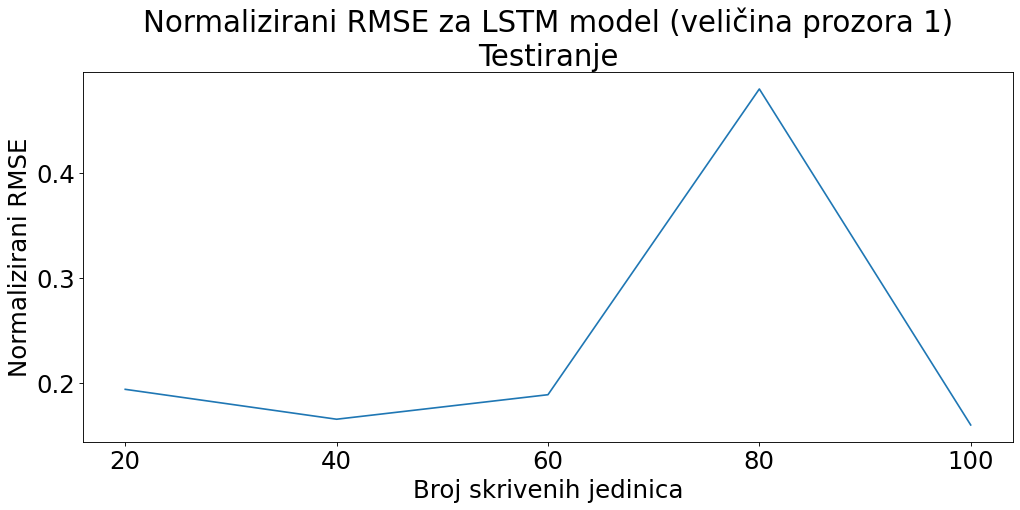 Normalizirani RMSE za LSTM model (veličina prozora 1)
Testiranje
Normalizirani RMSE
0.4
0.3
0.2
20 40 60 80 100
Broj skrivenih jedinica